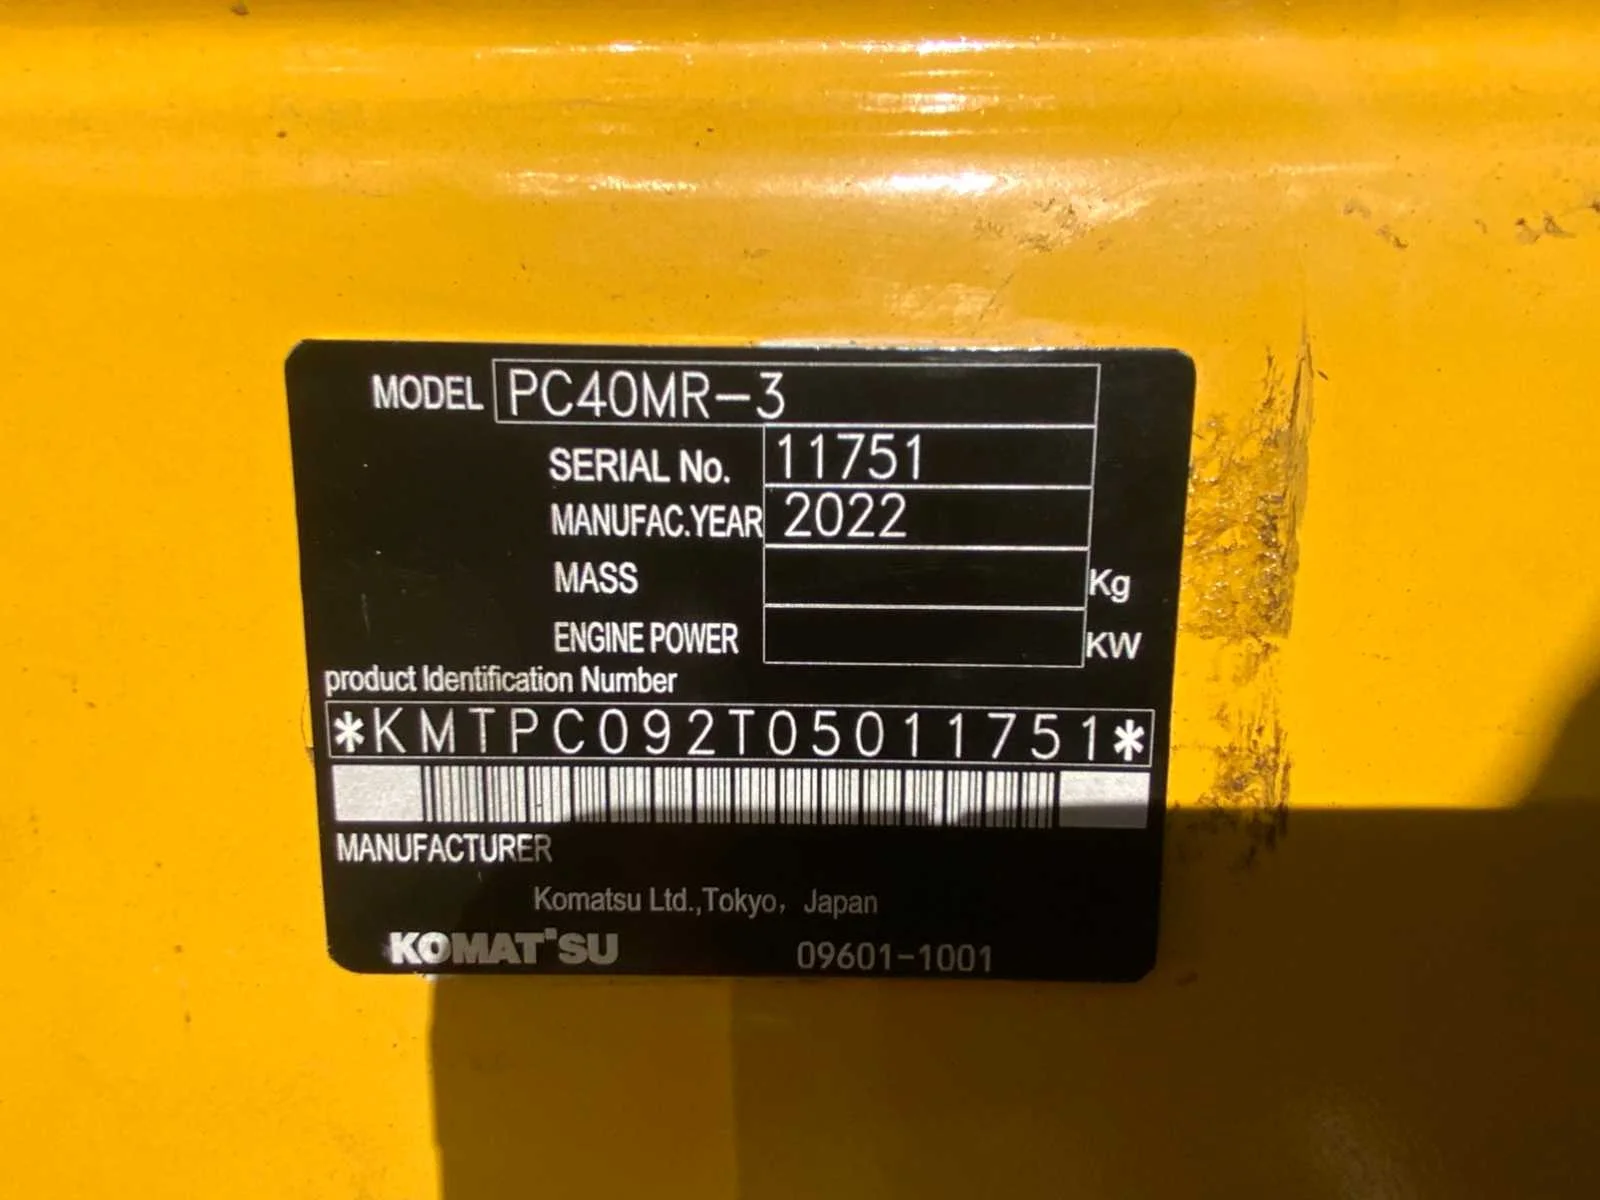 MODEL PC40MR-3
SERIAL No. 11751
MANUFAC.YEAR 2022
MASS Kg
ENGINE POWER KW
product Identification Number
*KMTPC092T05011751*
MANUFACTURER
Komatsu Ltd.,Tokyo, Japan
KOMATSU 09601-1001